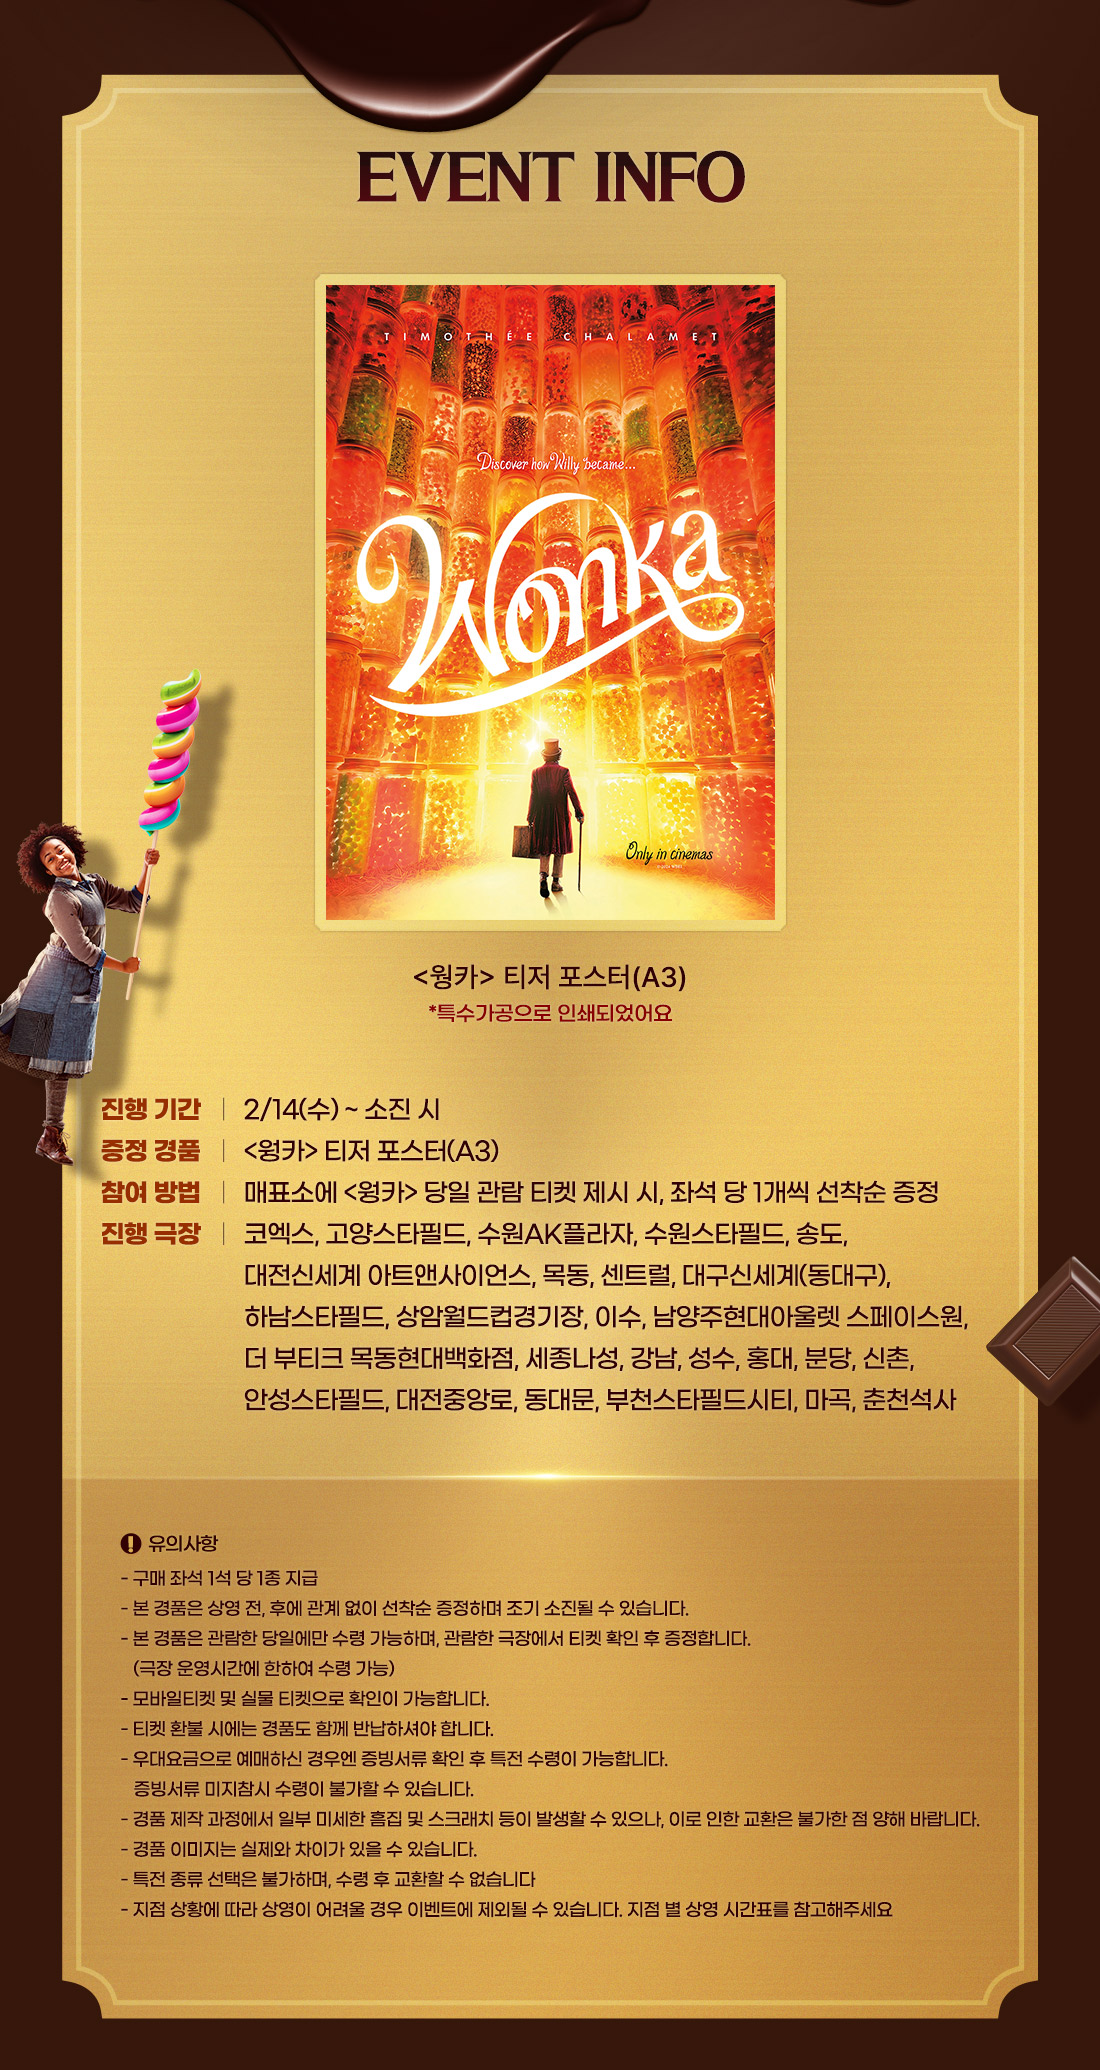 EVENT INFO
TIMOTHÉE CHALAMET
Discover how Willy became...
Wonka
Only in cinemas
<웡카> 티저 포스터(A3)
*특수가공으로 인쇄되었어요
진행 기간 | 2/14(수) ~ 소진 시
증정 경품 | <웡카> 티저 포스터(A3)
참여 방법 | 매표소에 <웡카> 당일 관람 티켓 제시 시, 좌석 당 1개씩 선착순 증정
진행 극장 | 코엑스, 고양스타필드, 수원AK플라자, 수원스타필드, 송도,
대전신세계 아트앤사이언스, 목동, 센트럴, 대구신세계(동대구),
하남스타필드, 상암월드컵경기장, 이수, 남양주현대아울렛 스페이스원,
더 부티크 목동현대백화점, 세종나성, 강남, 성수, 홍대, 분당, 신촌,
안성스타필드, 대전중앙로, 동대문, 부천스타필드시티, 마곡, 춘천석사
! 유의사항
- 구매 좌석 1석 당 1종 지급
- 본 경품은 상영 전, 후에 관계 없이 선착순 증정하며 조기 소진될 수 있습니다.
- 본 경품은 관람한 당일에만 수령 가능하며, 관람한 극장에서 티켓 확인 후 증정합니다.
(극장 운영시간에 한하여 수령 가능)
- 모바일티켓 및 실물 티켓으로 확인이 가능합니다.
- 티켓 환불 시에는 경품도 함께 반납하셔야 합니다.
- 우대요금으로 예매하신 경우엔 증빙서류 확인 후 특전 수령이 가능합니다.
증빙서류 미지참시 수령이 불가할 수 있습니다.
- 경품 제작 과정에서 일부 미세한 흠집 및 스크래치 등이 발생할 수 있으나, 이로 인한 교환은 불가한 점 양해 바랍니다.
- 경품 이미지는 실제와 차이가 있을 수 있습니다.
- 특전 종류 선택은 불가하며, 수령 후 교환할 수 없습니다
- 지점 상황에 따라 상영이 어려울 경우 이벤트에 제외될 수 있습니다. 지점 별 상영 시간표를 참고해주세요